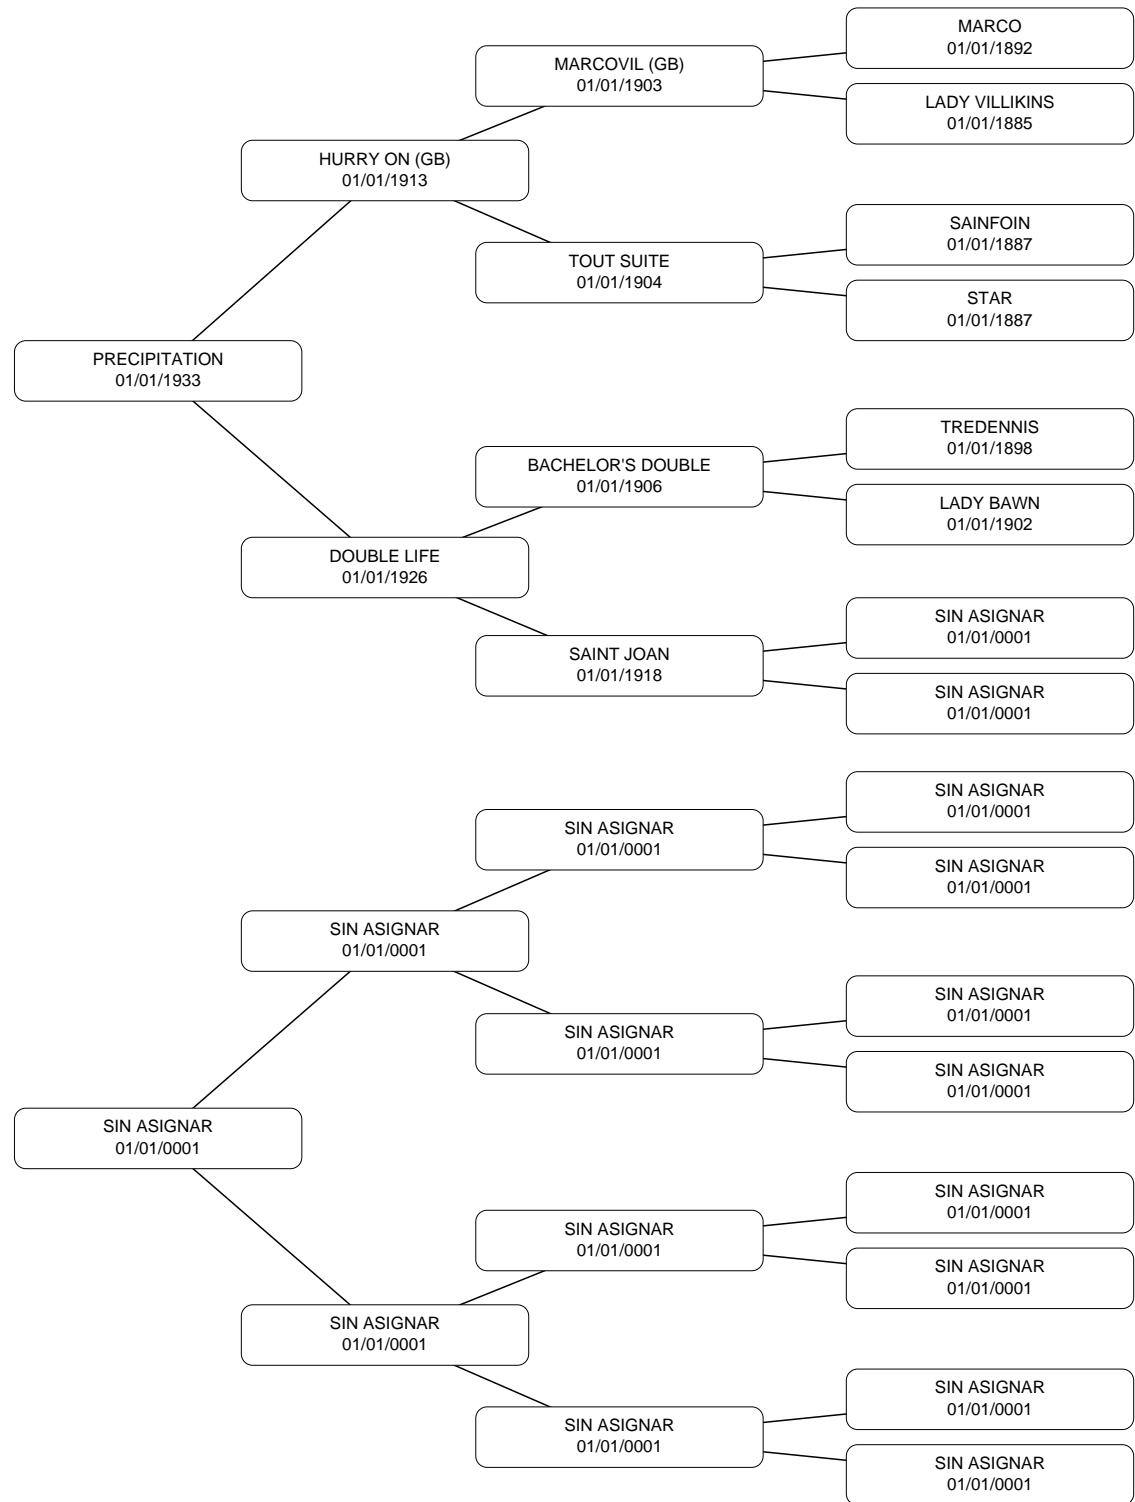 MARCO
01/01/1892
MARCOVIL (GB)
01/01/1903
LADY VILLIKINS
01/01/1885
HURRY ON (GB)
01/01/1913
SAINFOIN
01/01/1887
TOUT SUITE
01/01/1904
STAR
01/01/1887
PRECIPITATION
01/01/1933
TREDENNIS
01/01/1898
BACHELOR'S DOUBLE
01/01/1906
LADY BAWN
01/01/1902
DOUBLE LIFE
01/01/1926
SIN ASIGNAR
01/01/0001
SAINT JOAN
01/01/1918
SIN ASIGNAR
01/01/0001
SIN ASIGNAR
01/01/0001
SIN ASIGNAR
01/01/0001
SIN ASIGNAR
01/01/0001
SIN ASIGNAR
01/01/0001
SIN ASIGNAR
01/01/0001
SIN ASIGNAR
01/01/0001
SIN ASIGNAR
01/01/0001
SIN ASIGNAR
01/01/0001
SIN ASIGNAR
01/01/0001
SIN ASIGNAR
01/01/0001
SIN ASIGNAR
01/01/0001
SIN ASIGNAR
01/01/0001
SIN ASIGNAR
01/01/0001
SIN ASIGNAR
01/01/0001
SIN ASIGNAR
01/01/0001